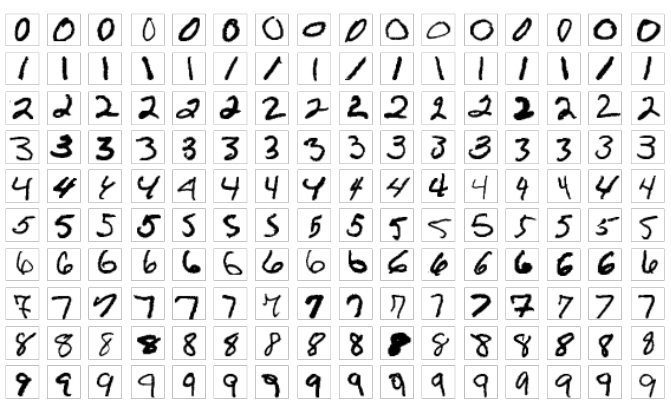 0 0 0 0 0 0 0 0 0 0 0 0 0 0 0 0
1 1 1 1 1 1 1 1 1 1 1 1 1 1 1 1
2 2 2 2 2 2 2 2 2 2 2 2 2 2 2 2
3 3 3 3 3 3 3 3 3 3 3 3 3 3 3 3
4 4 4 4 4 4 4 4 4 4 4 4 4 4 4 4
5 5 5 5 5 5 5 5 5 5 5 5 5 5 5 5
6 6 6 6 6 6 6 6 6 6 6 6 6 6 6 6
7 7 7 7 7 7 7 7 7 7 7 7 7 7 7 7
8 8 8 8 8 8 8 8 8 8 8 8 8 8 8 8
9 9 9 9 9 9 9 9 9 9 9 9 9 9 9 9